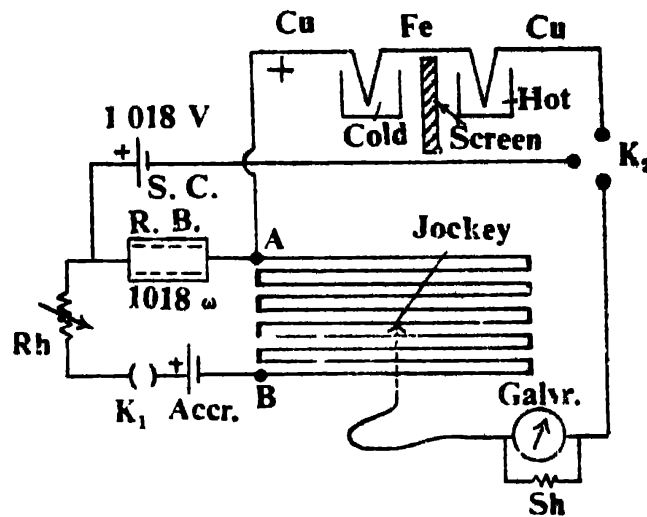 Cu Fe Cu
+
1 018 V
Cold Screen Hot
+
S. C.
K₂
R. B.
A
Jockey
1018 ω
Rh
+
K₁ Accr. B
Galvr.
Sh